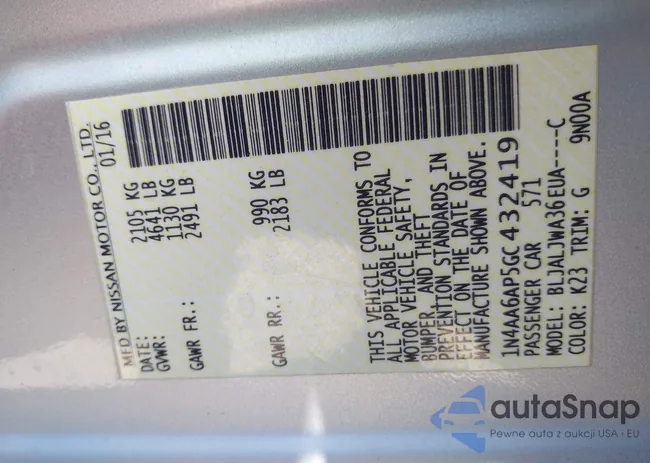 MFD BY NISSAN MOTOR CO., LTD.
DATE: 01/16
GVWR: 2105 KG
4641 LB
GAWR FR.: 1130 KG
2491 LB
GAWR RR.: 990 KG
2183 LB
THIS VEHICLE CONFORMS TO
ALL APPLICABLE FEDERAL
MOTOR VEHICLE SAFETY,
BUMPER, AND THEFT
PREVENTION STANDARDS IN
EFFECT ON THE DATE OF
MANUFACTURE SHOWN ABOVE.
1N4AA6AP5GC432419
PASSENGER CAR 571
MODEL: BLJALJWA36EUA----C
COLOR: K23 TRIM: G 9N00A
autaSnap
Pewne auta z aukcji USA · EU